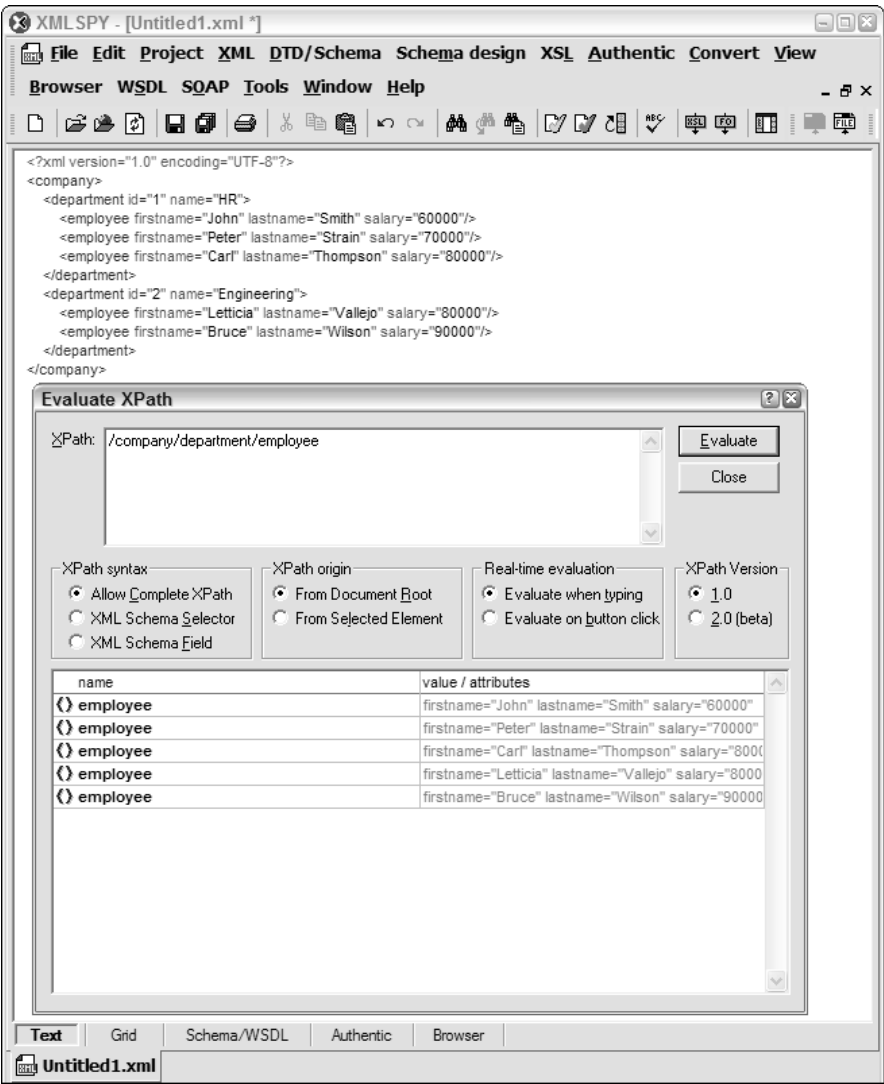 XMLSPY - [Untitled1.xml *]
File Edit Project XML DTD/Schema Schema design XSL Authentic Convert View
Browser WSDL SOAP Tools Window Help
<?xml version="1.0" encoding="UTF-8"?>
<company>
<department id="1" name="HR">
<employee firstname="John" lastname="Smith" salary="60000"/>
<employee firstname="Peter" lastname="Strain" salary="70000"/>
<employee firstname="Carl" lastname="Thompson" salary="80000"/>
</department>
<department id="2" name="Engineering">
<employee firstname="Letticia" lastname="Vallejo" salary="80000"/>
<employee firstname="Bruce" lastname="Wilson" salary="90000"/>
</department>
</company>
Evaluate XPath
XPath: /company/department/employee Evaluate
Close
XPath syntax XPath origin Real-time evaluation XPath Version
Allow Complete XPath From Document Root Evaluate when typing 1.0
XML Schema Selector From Selected Element Evaluate on button click 2.0 (beta)
XML Schema Field
name value / attributes
employee firstname="John" lastname="Smith" salary="60000"
employee firstname="Peter" lastname="Strain" salary="70000"
employee firstname="Carl" lastname="Thompson" salary="8000
employee firstname="Letticia" lastname="Vallejo" salary="8000
employee firstname="Bruce" lastname="Wilson" salary="90000
Text Grid Schema/WSDL Authentic Browser
Untitled1.xml